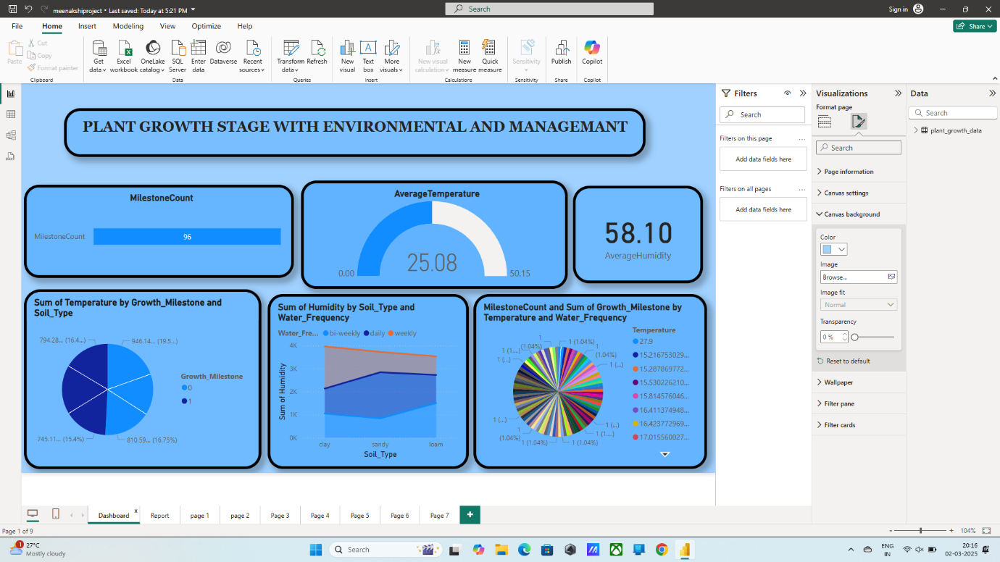 meenakshiproject • Last saved: Today at 5:21 PM
Search
Sign in
File Home Insert Modeling View Optimize Help
Share
Paste
Cut
Copy
Format painter
Clipboard
Get data
Excel workbook
OneLake catalog
SQL Server
Enter data
Dataverse
Recent sources
Data
Transform data
Refresh
Queries
New visual
Text box
More visuals
Insert
New visual calculation
New measure
Quick measure
Calculations
Sensitivity
Sensitivity
Publish
Share
Copilot
Copilot
PLANT GROWTH STAGE WITH ENVIRONMENTAL AND MANAGEMANT
MilestoneCount
MilestoneCount
96
AverageTemperature
25.08
0.00
50.15
58.10
AverageHumidity
Sum of Temperature by Growth_Milestone and
Soil_Type
794.28... (16.4...)
946.14... (19.5...)
745.11... (15.4%)
810.59... (16.75%)
Growth_Milestone
0
1
Sum of Humidity by Soil_Type and
Water_Frequency
Water_Fre... bi-weekly daily weekly
Sum of Humidity
4K
3K
2K
1K
0K
clay sandy loam
Soil_Type
MilestoneCount and Sum of Growth_Milestone by
Temperature and Water_Frequency
1
(1.04%)
1 (1.04%)
1
(1.04%)
1 (1....)
1 (...)
1 (...)
1 (...)
1
(1.04%)
1 (1.04%)
1 (1.04%)
1 (1....)
1 (...)
Temperature
27.9
15.216753029...
15.287869772...
15.530226210...
15.814576046...
16.411374948...
16.423772969...
17.015560027...
Filters
Search
Filters on this page
...
Add data fields here
Filters on all pages
...
Add data fields here
Visualizations
Format page
Search
Page information
Canvas settings
Canvas background
Color
Image
Browse...
Image fit
Normal
Transparency
0 %
Reset to default
Wallpaper
Filter pane
Filter cards
Data
Search
plant_growth_data
Dashboard x Report page 1 page 2 Page 3 Page 4 Page 5 Page 6 Page 7 +
Page 1 of 9
- + 104%
1
27°C
Mostly cloudy
Search
ENG
IN
20:16
02-03-2025